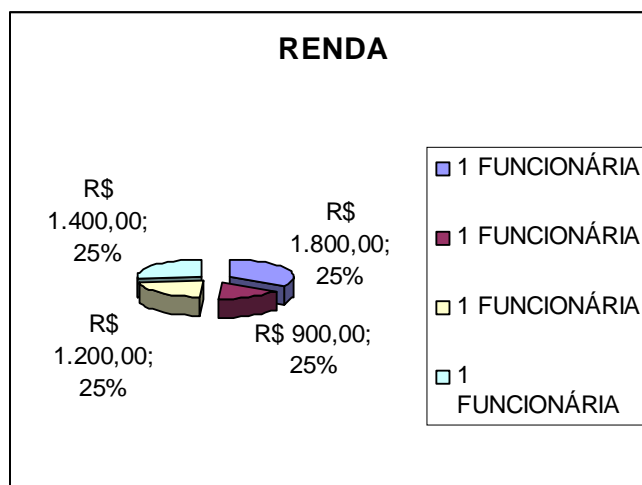 RENDA
R$
1.400,00;
25%
R$
1.800,00;
25%
R$
1.200,00;
25%
R$ 900,00;
25%
1 FUNCIONÁRIA
1 FUNCIONÁRIA
1 FUNCIONÁRIA
1
FUNCIONÁRIA